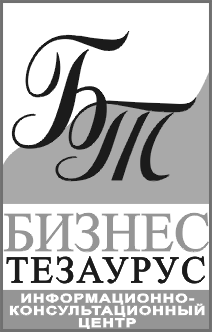 БТ
БИЗНЕС
ТЕЗАУРУС
ИНФОРМАЦИОННО-
КОНСУЛЬТАЦИОННЫЙ
ЦЕНТР